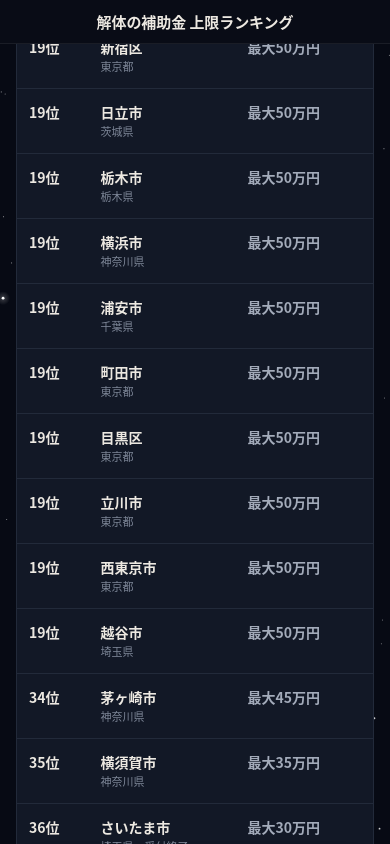 解体の補助金 上限ランキング
19位 新宿区 最大50万円
東京都
19位 日立市 最大50万円
茨城県
19位 栃木市 最大50万円
栃木県
19位 横浜市 最大50万円
神奈川県
19位 浦安市 最大50万円
千葉県
19位 町田市 最大50万円
東京都
19位 目黒区 最大50万円
東京都
19位 立川市 最大50万円
東京都
19位 西東京市 最大50万円
東京都
19位 越谷市 最大50万円
埼玉県
34位 茅ヶ崎市 最大45万円
神奈川県
35位 横須賀市 最大35万円
神奈川県
36位 さいたま市 最大30万円